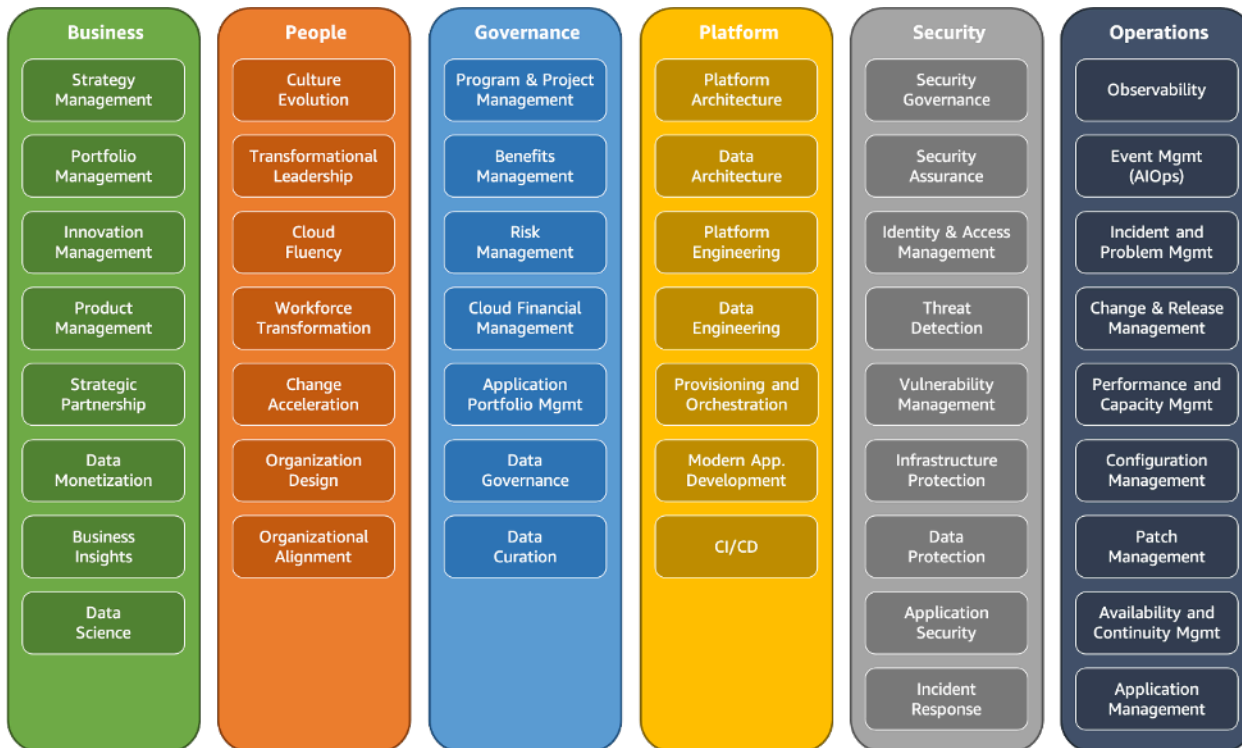 Business
Strategy
Management
Portfolio
Management
Innovation
Management
Product
Management
Strategic
Partnership
Data
Monetization
Business
Insights
Data
Science
People
Culture
Evolution
Transformational
Leadership
Cloud
Fluency
Workforce
Transformation
Change
Acceleration
Organization
Design
Organizational
Alignment
Governance
Program & Project
Management
Benefits
Management
Risk
Management
Cloud Financial
Management
Application
Portfolio Mgmt
Data
Governance
Data
Curation
Platform
Platform
Architecture
Data
Architecture
Platform
Engineering
Data
Engineering
Provisioning and
Orchestration
Modern App.
Development
CI/CD
Security
Security
Governance
Security
Assurance
Identity & Access
Management
Threat
Detection
Vulnerability
Management
Infrastructure
Protection
Data
Protection
Application
Security
Incident
Response
Operations
Observability
Event Mgmt
(AIOps)
Incident and
Problem Mgmt
Change & Release
Management
Performance and
Capacity Mgmt
Configuration
Management
Patch
Management
Availability and
Continuity Mgmt
Application
Management